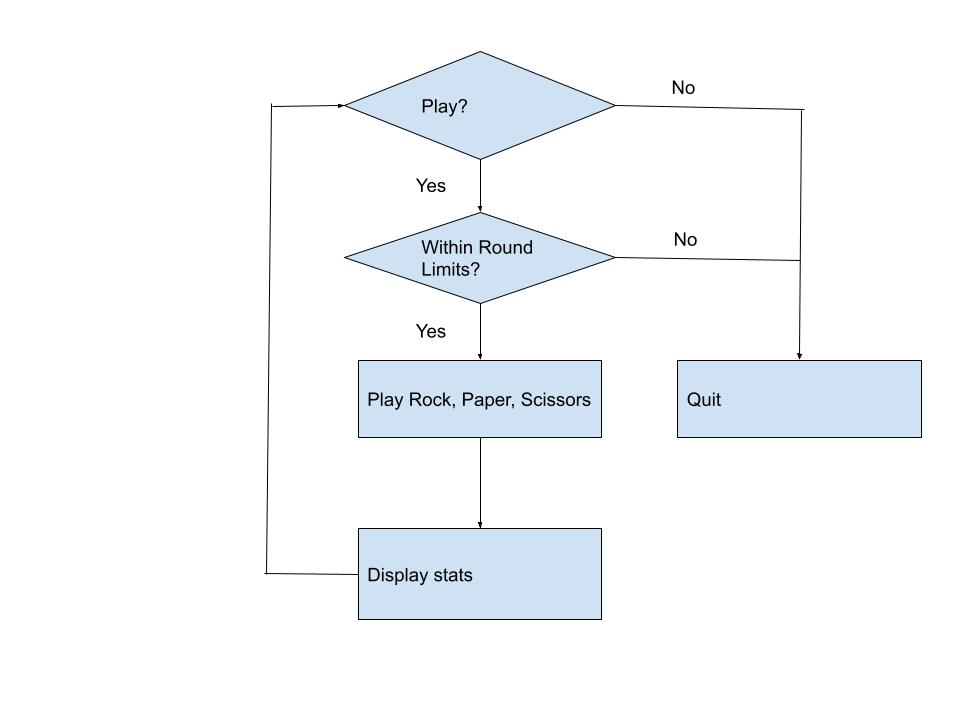 Play?
No
Yes
Within Round
Limits?
No
Yes
Play Rock, Paper, Scissors
Quit
Display stats